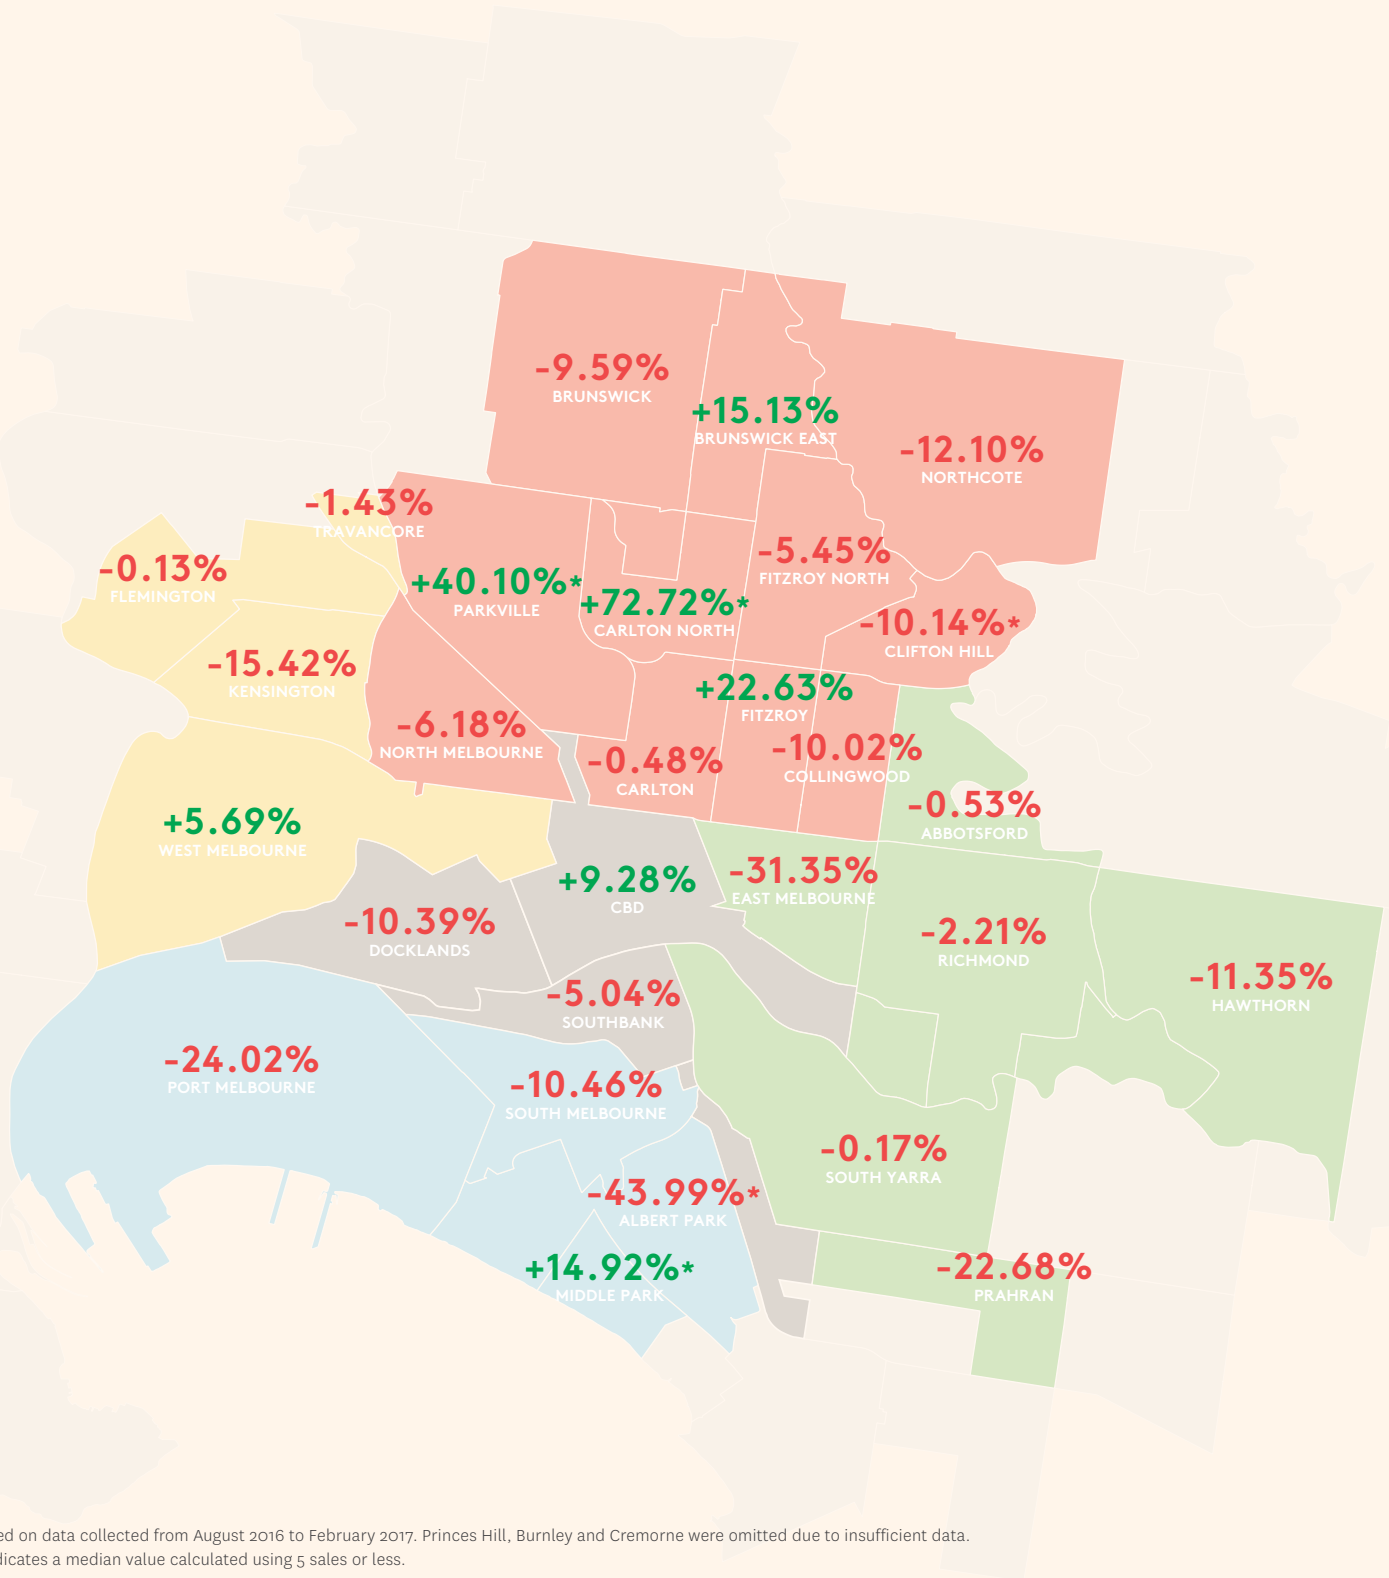 -9.59%
BRUNSWICK
+15.13%
BRUNSWICK EAST
-12.10%
NORTHCOTE
-1.43%
TRAVANCORE
-0.13%
FLEMINGTON
+40.10%*
PARKVILLE
+72.72%*
CARLTON NORTH
-5.45%
FITZROY NORTH
-10.14%*
CLIFTON HILL
-15.42%
KENSINGTON
-6.18%
NORTH MELBOURNE
+22.63%
FITZROY
-0.48%
CARLTON
-10.02%
COLLINGWOOD
-0.53%
ABBOTSFORD
+5.69%
WEST MELBOURNE
+9.28%
CBD
-31.35%
EAST MELBOURNE
-10.39%
DOCKLANDS
-2.21%
RICHMOND
-11.35%
HAWTHORN
-5.04%
SOUTHBANK
-24.02%
PORT MELBOURNE
-10.46%
SOUTH MELBOURNE
-0.17%
SOUTH YARRA
-43.99%*
ALBERT PARK
+14.92%*
MIDDLE PARK
-22.68%
PRAHRAN
ed on data collected from August 2016 to February 2017. Princes Hill, Burnley and Cremorne were omitted due to insufficient data.
dicates a median value calculated using 5 sales or less.